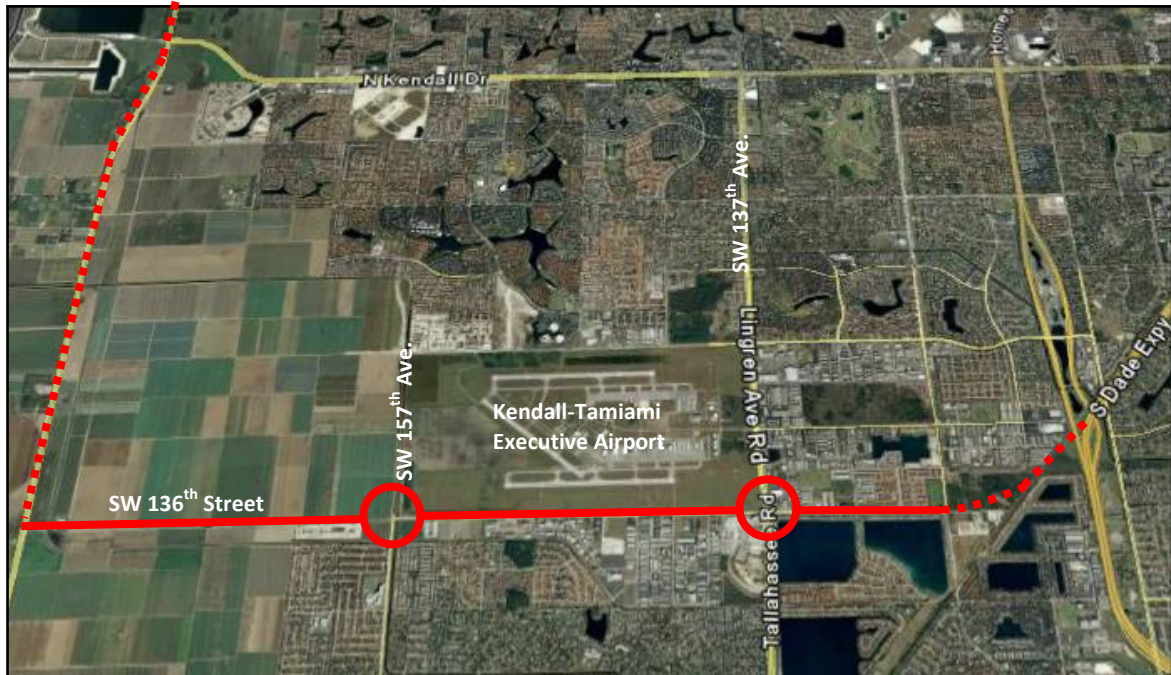 Homes
N Kendall Dr
SW 137th Ave.
Lingren Ave Rd
S Dade Expy
SW 157th Ave.
Kendall-Tamiami
Executive Airport
SW 136th Street
Tallahassee Rd